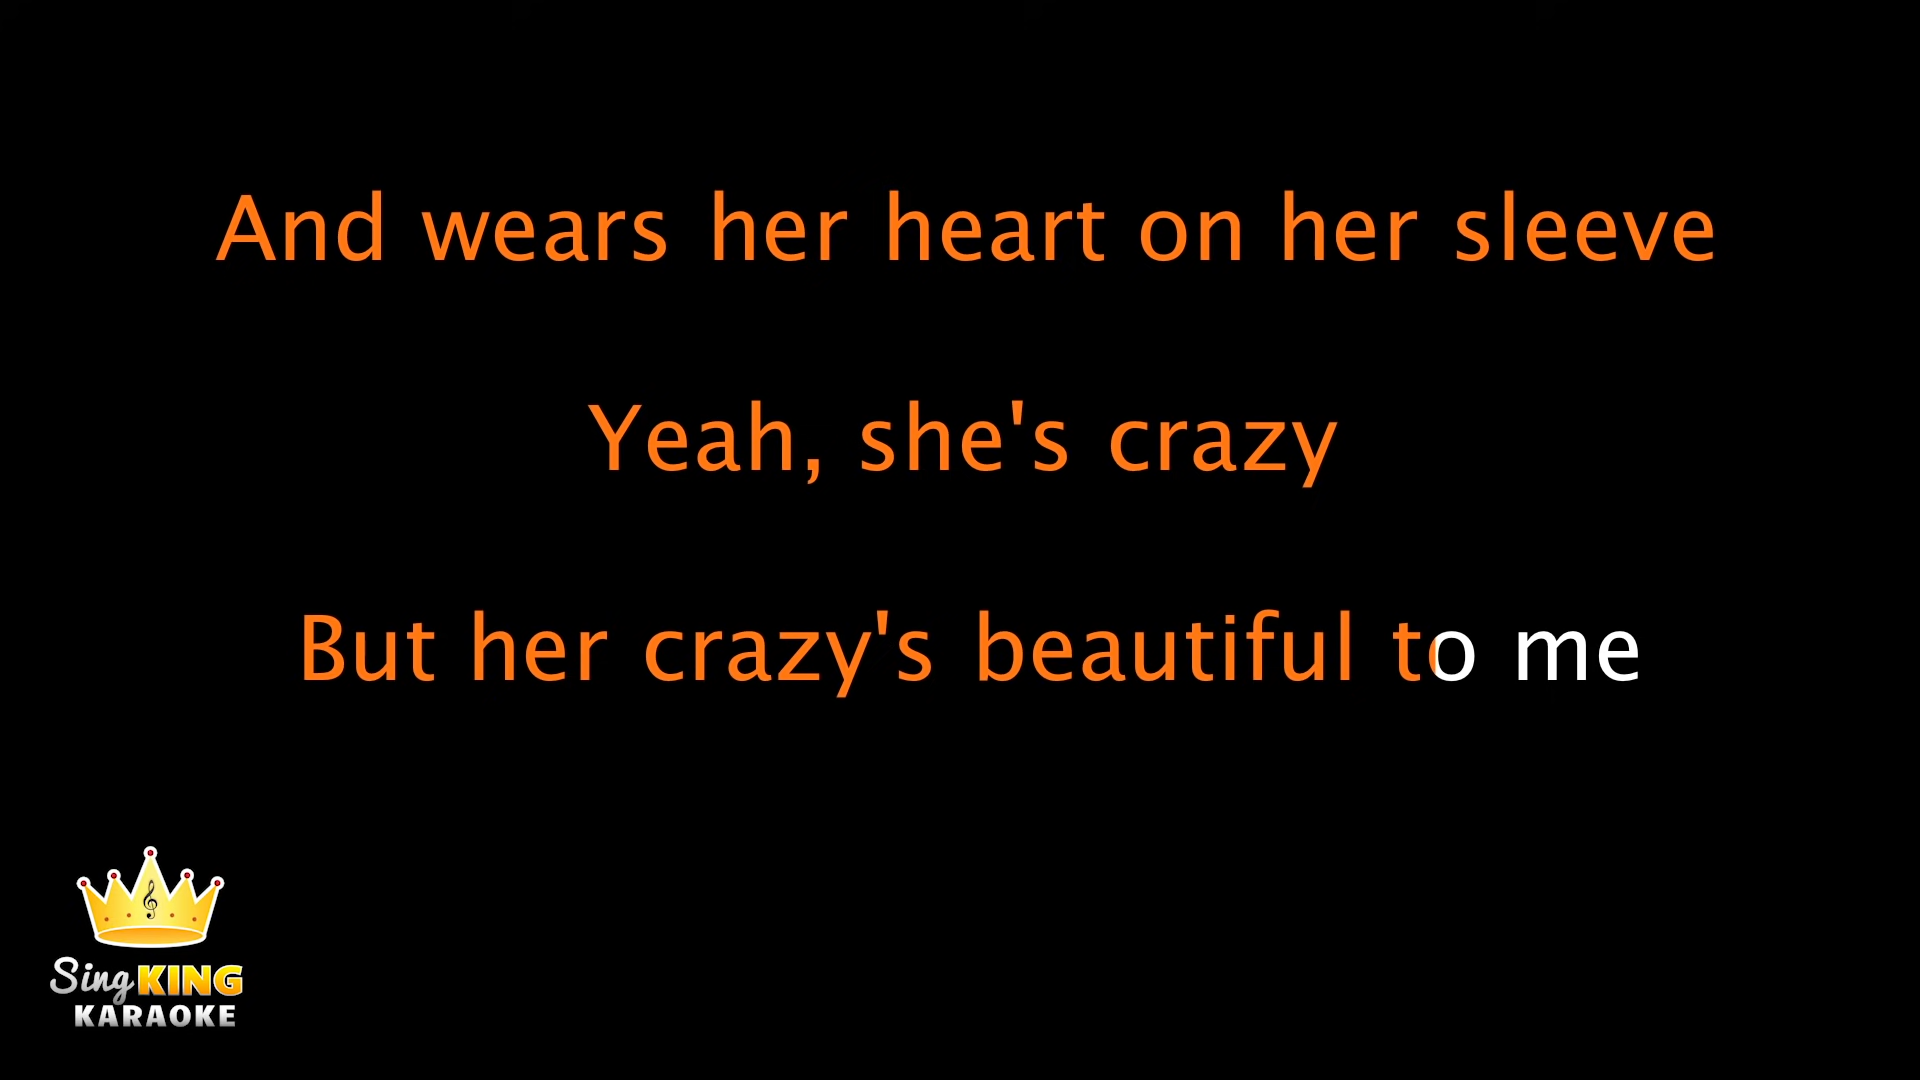 And wears her heart on her sleeve
Yeah, she's crazy
But her crazy's beautiful to me
Sing KING
KARAOKE